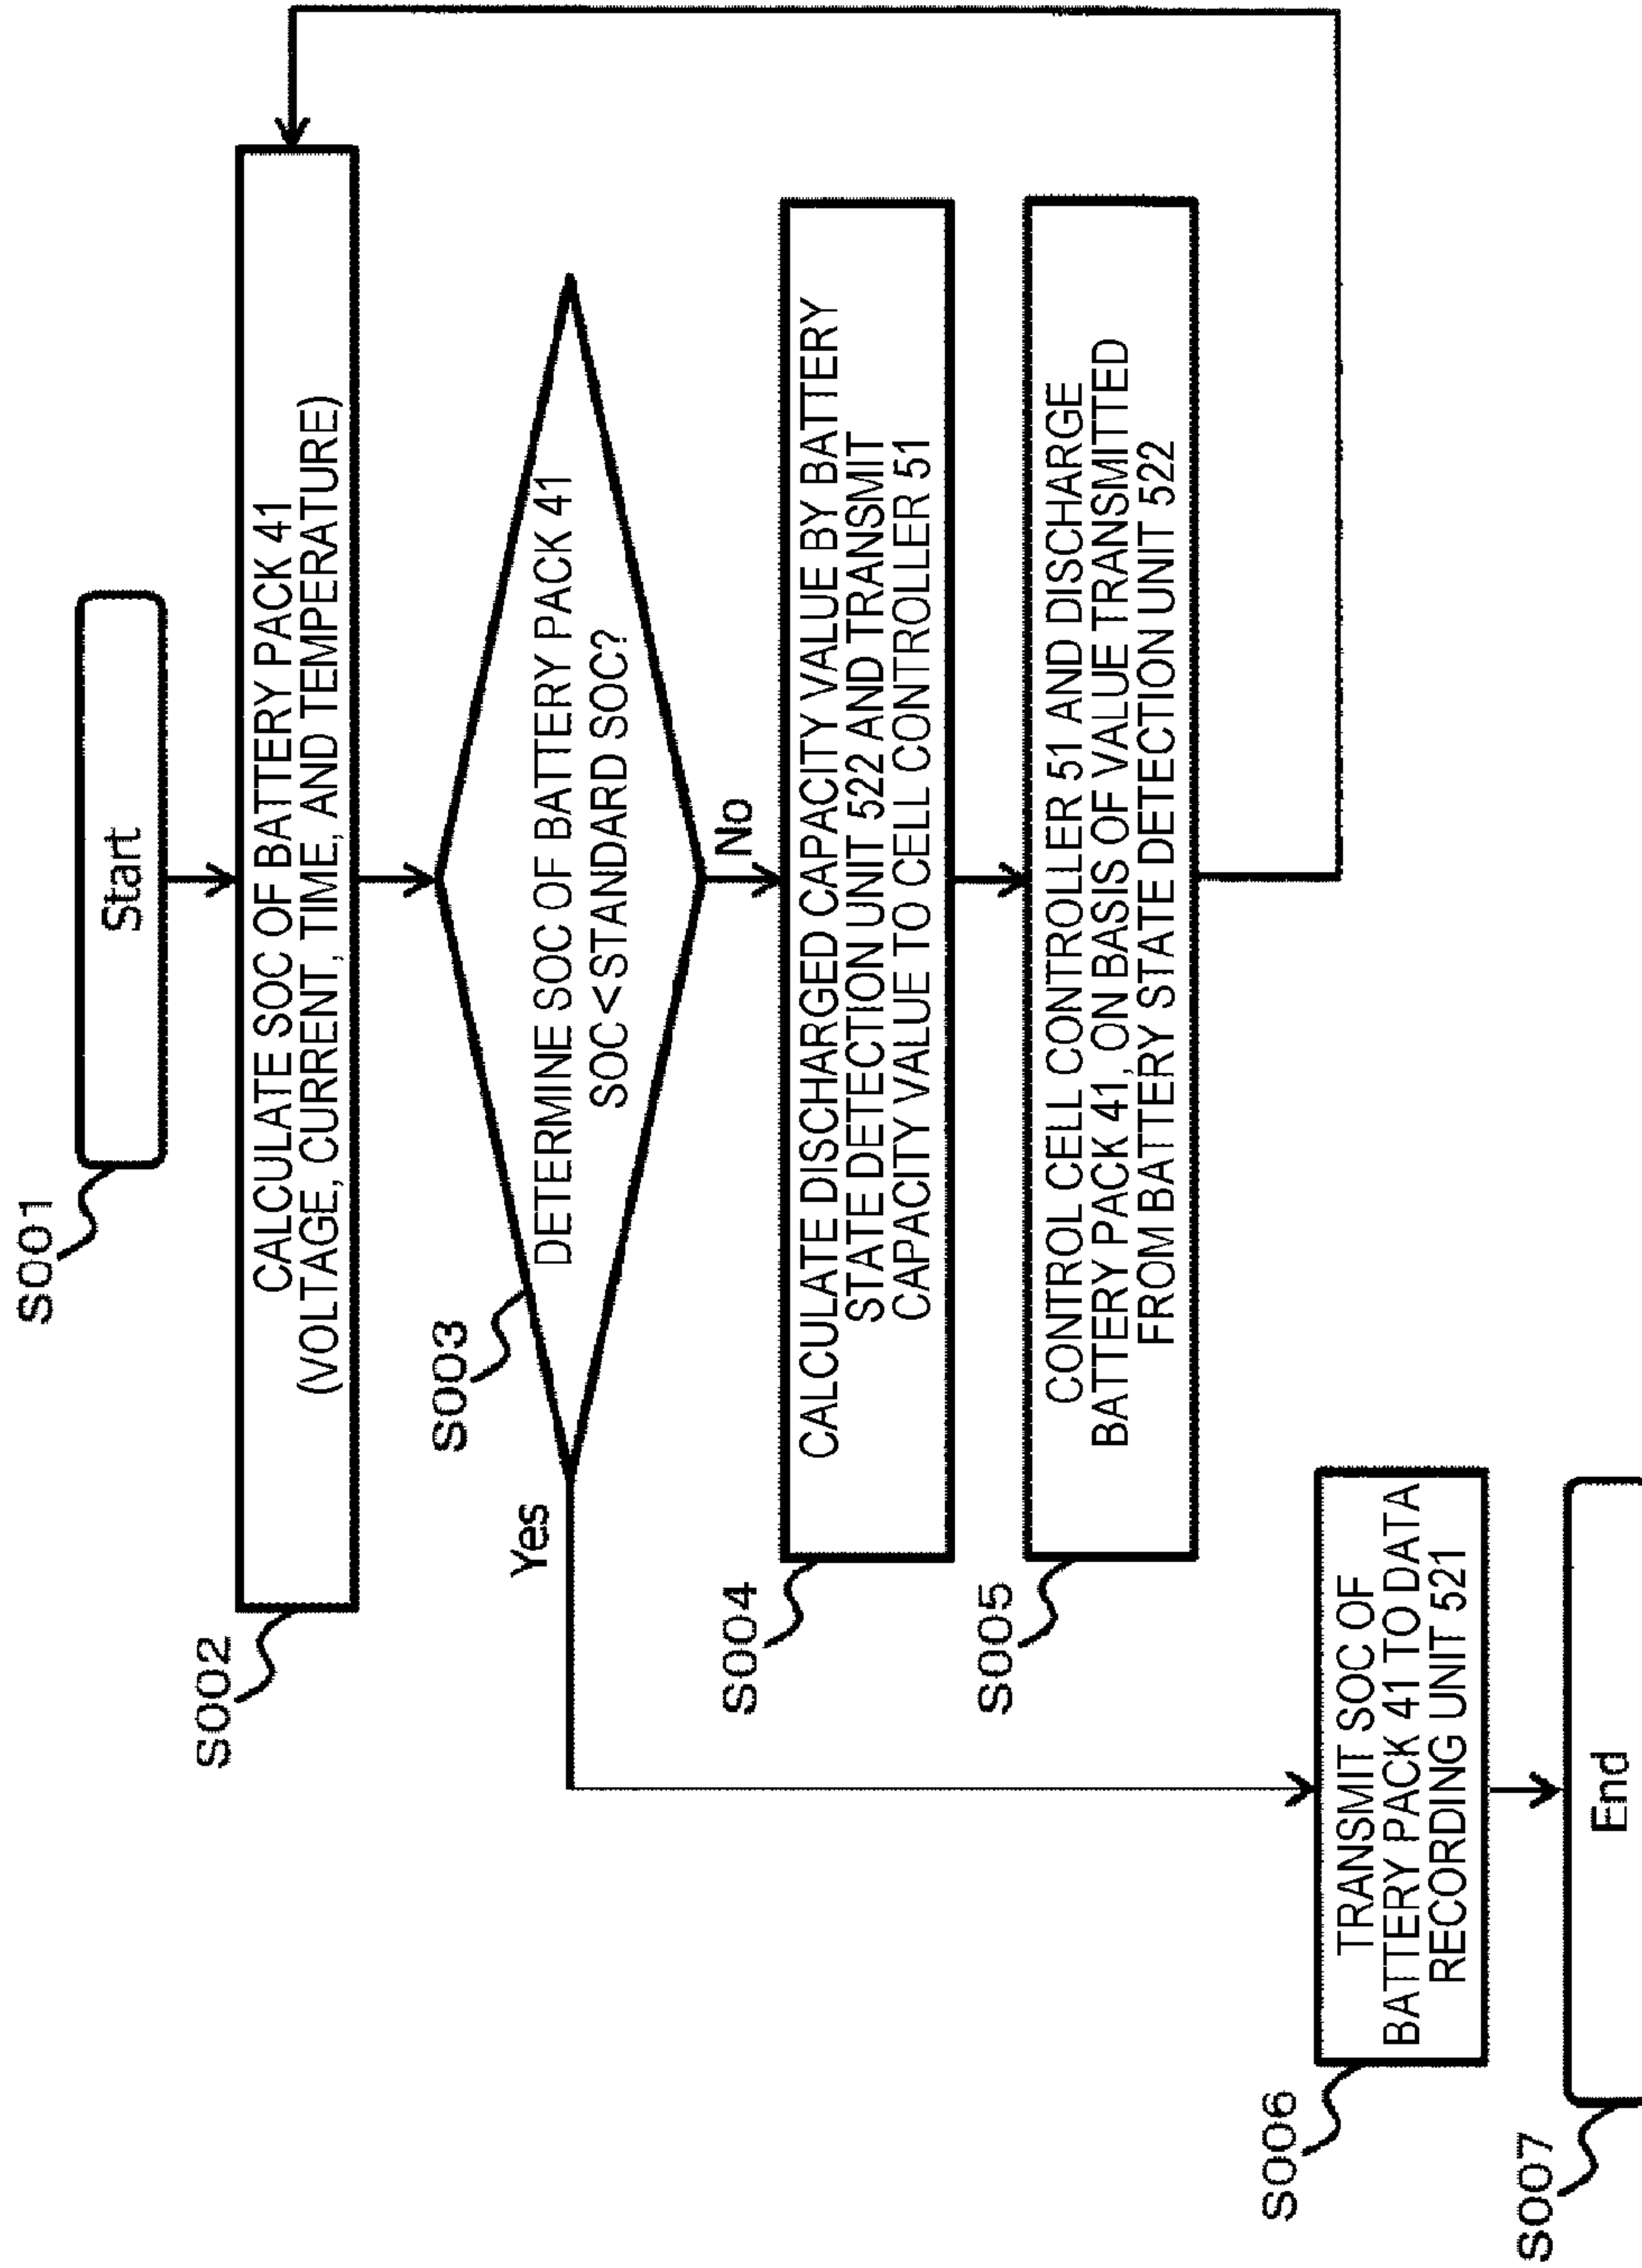 S001
Start
S002
CALCULATE SOC OF BATTERY PACK 41
(VOLTAGE, CURRENT, TIME, AND TEMPERATURE)
S003
DETERMINE SOC OF BATTERY PACK 41
SOC<STANDARD SOC?
Yes
No
S004
CALCULATE DISCHARGED CAPACITY VALUE BY BATTERY
STATE DETECTION UNIT 522 AND TRANSMIT
CAPACITY VALUE TO CELL CONTROLLER 51
S005
CONTROL CELL CONTROLLER 51 AND DISCHARGE
BATTERY PACK 41, ON BASIS OF VALUE TRANSMITTED
FROM BATTERY STATE DETECTION UNIT 522
S006
TRANSMIT SOC OF
BATTERY PACK 41 TO DATA
RECORDING UNIT 521
S007
End